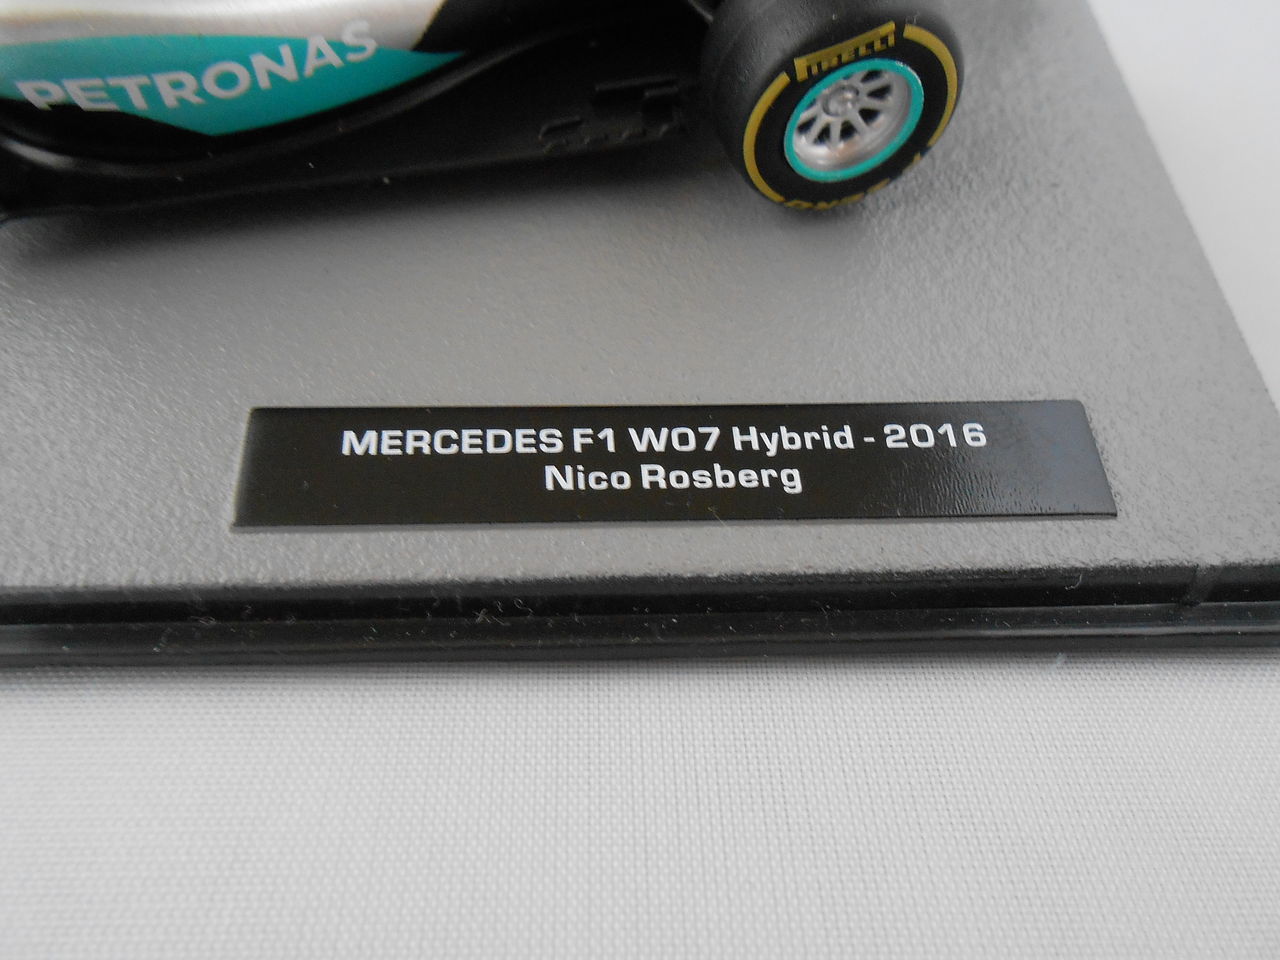 PETRONAS
PIRELLI
MERCEDES F1 W07 Hybrid - 2016
Nico Rosberg